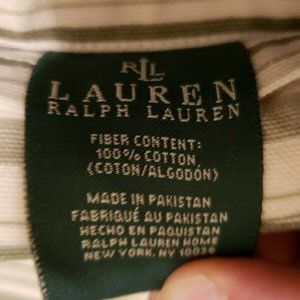 RLL
LAUREN
RALPH LAUREN
FIBER CONTENT:
100% COTTON
(COTON/ALGODÓN)
MADE IN PAKISTAN
FABRIQUÉ AU PAKISTAN
HECHO EN PAQUISTAN
RALPH LAUREN HOME
NEW YORK, NY